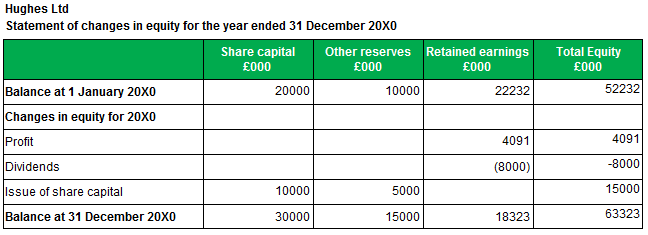 Hughes Ltd
Statement of changes in equity for the year ended 31 December 20X0
Share capital £000 Other reserves £000 Retained earnings £000 Total Equity £000
Balance at 1 January 20X0 20000 10000 22232 52232
Changes in equity for 20X0
Profit 4091 4091
Dividends (8000) -8000
Issue of share capital 10000 5000 15000
Balance at 31 December 20X0 30000 15000 18323 63323